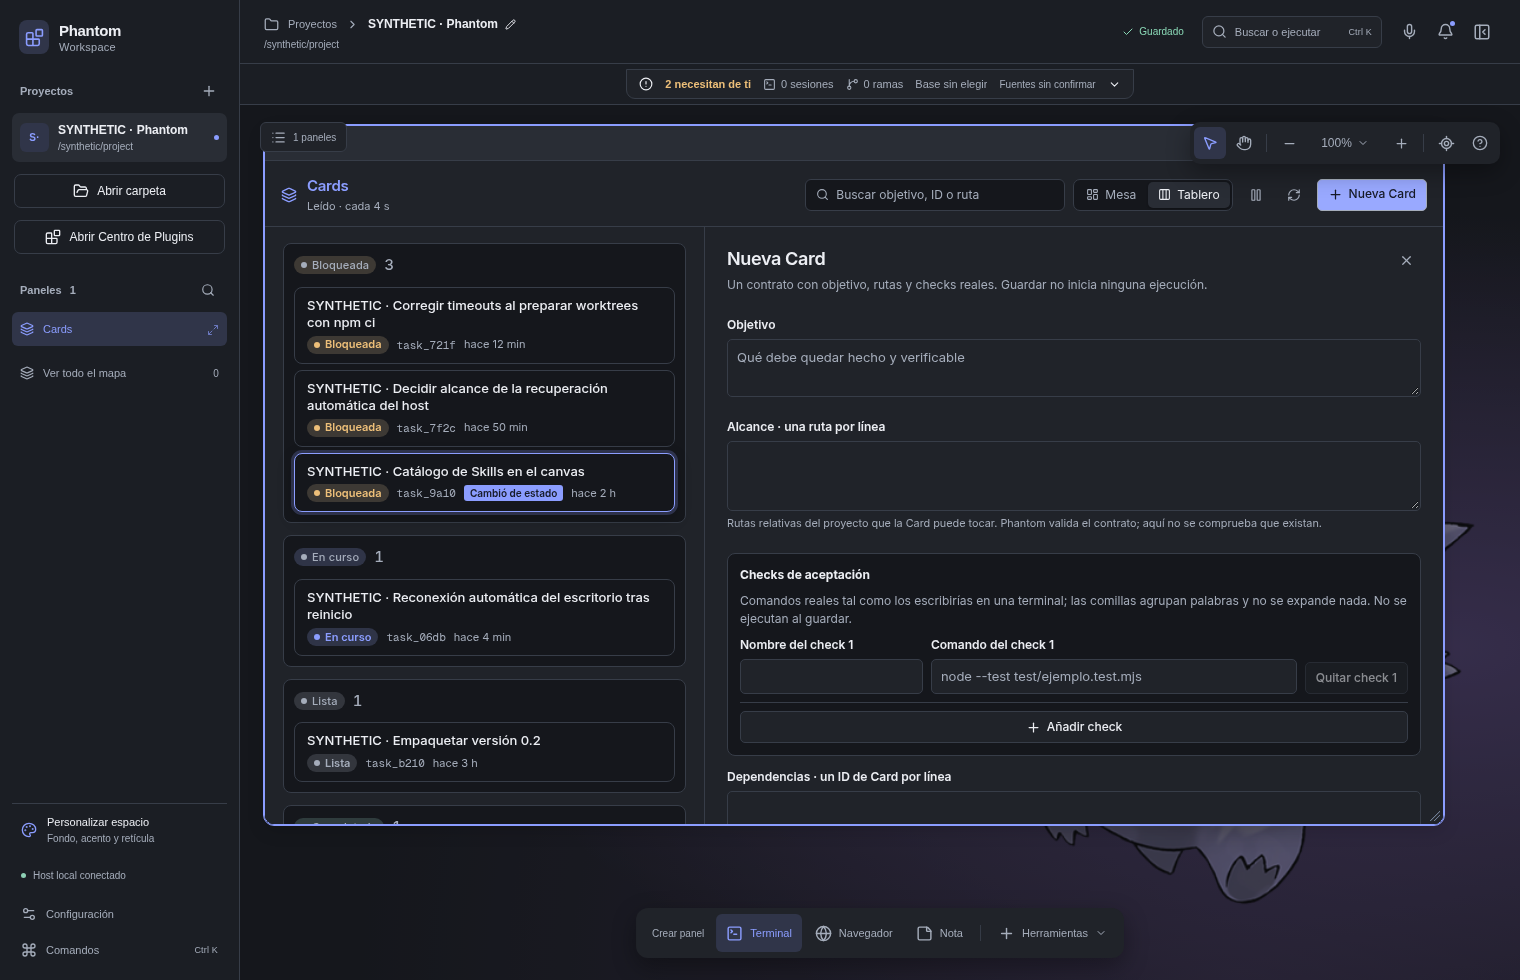 Phantom
Workspace
Proyectos
S·
SYNTHETIC · Phantom
/synthetic/project
Abrir carpeta
Abrir Centro de Plugins
Paneles 1
Cards
Ver todo el mapa 0
Personalizar espacio
Fondo, acento y retícula
Host local conectado
Configuración
Comandos Ctrl K
Proyectos SYNTHETIC · Phantom
/synthetic/project
Guardado
Buscar o ejecutar Ctrl K
2 necesitan de ti 0 sesiones 0 ramas Base sin elegir Fuentes sin confirmar
1 paneles
100%
Cards
Leído · cada 4 s
Buscar objetivo, ID o ruta
Mesa
Tablero
Nueva Card
Bloqueada 3
SYNTHETIC · Corregir timeouts al preparar worktrees
con npm ci
Bloqueada task_721f hace 12 min
SYNTHETIC · Decidir alcance de la recuperación
automática del host
Bloqueada task_7f2c hace 50 min
SYNTHETIC · Catálogo de Skills en el canvas
Bloqueada task_9a10 Cambió de estado hace 2 h
En curso 1
SYNTHETIC · Reconexión automática del escritorio tras
reinicio
En curso task_06db hace 4 min
Lista 1
SYNTHETIC · Empaquetar versión 0.2
Lista task_b210 hace 3 h
Nueva Card
Un contrato con objetivo, rutas y checks reales. Guardar no inicia ninguna ejecución.
Objetivo
Qué debe quedar hecho y verificable
Alcance · una ruta por línea
Rutas relativas del proyecto que la Card puede tocar. Phantom valida el contrato; aquí no se comprueba que existan.
Checks de aceptación
Comandos reales tal como los escribirías en una terminal; las comillas agrupan palabras y no se expande nada. No se
ejecutan al guardar.
Nombre del check 1 Comando del check 1
node --test test/ejemplo.test.mjs
Quitar check 1
Añadir check
Dependencias · un ID de Card por línea
Crear panel Terminal Navegador Nota Herramientas